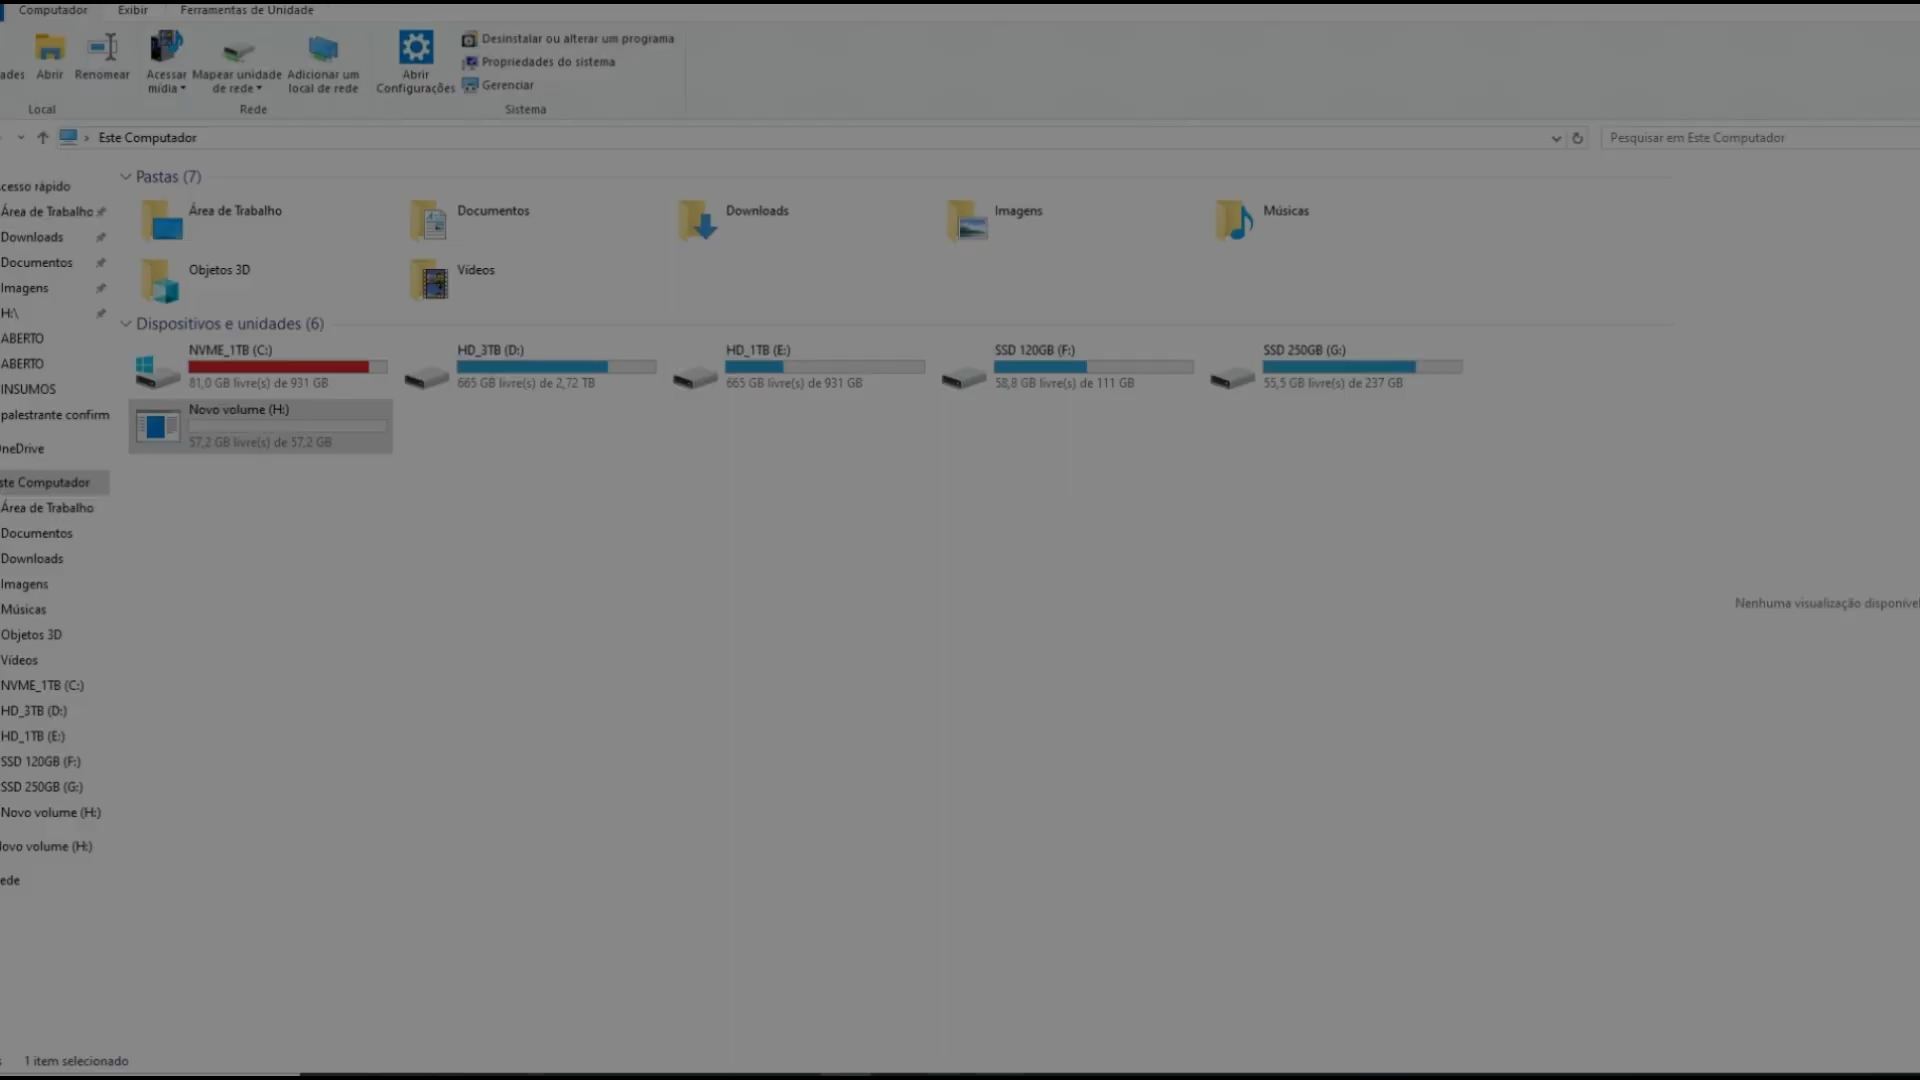 Computador
Exibir
Ferramentas de Unidade
ades
Abrir
Renomear
Acessar
mídia
Mapear unidade
de rede
Adicionar um
local de rede
Abrir
Configurações
Desinstalar ou alterar um programa
Propriedades do sistema
Gerenciar
Local
Rede
Sistema
Este Computador
Pesquisar em Este Computador
cesso rápido
Área de Trabalho
Downloads
Documentos
Imagens
H:\
ABERTO
ABERTO
INSUMOS
palestrante confirm
neDrive
ste Computador
Área de Trabalho
Documentos
Downloads
Imagens
Músicas
Objetos 3D
Vídeos
NVME_1TB (C:)
HD_3TB (D:)
HD_1TB (E:)
SSD 120GB (F:)
SSD 250GB (G:)
Novo volume (H:)
ovo volume (H:)
ede
Pastas (7)
Área de Trabalho
Documentos
Downloads
Imagens
Músicas
Objetos 3D
Vídeos
Dispositivos e unidades (6)
NVME_1TB (C:)
81,0 GB livre(s) de 931 GB
HD_3TB (D:)
665 GB livre(s) de 2,72 TB
HD_1TB (E:)
665 GB livre(s) de 931 GB
SSD 120GB (F:)
58,8 GB livre(s) de 111 GB
SSD 250GB (G:)
55,5 GB livre(s) de 237 GB
Novo volume (H:)
57,2 GB livre(s) de 57,2 GB
Nenhuma visualização disponível
1 item selecionado